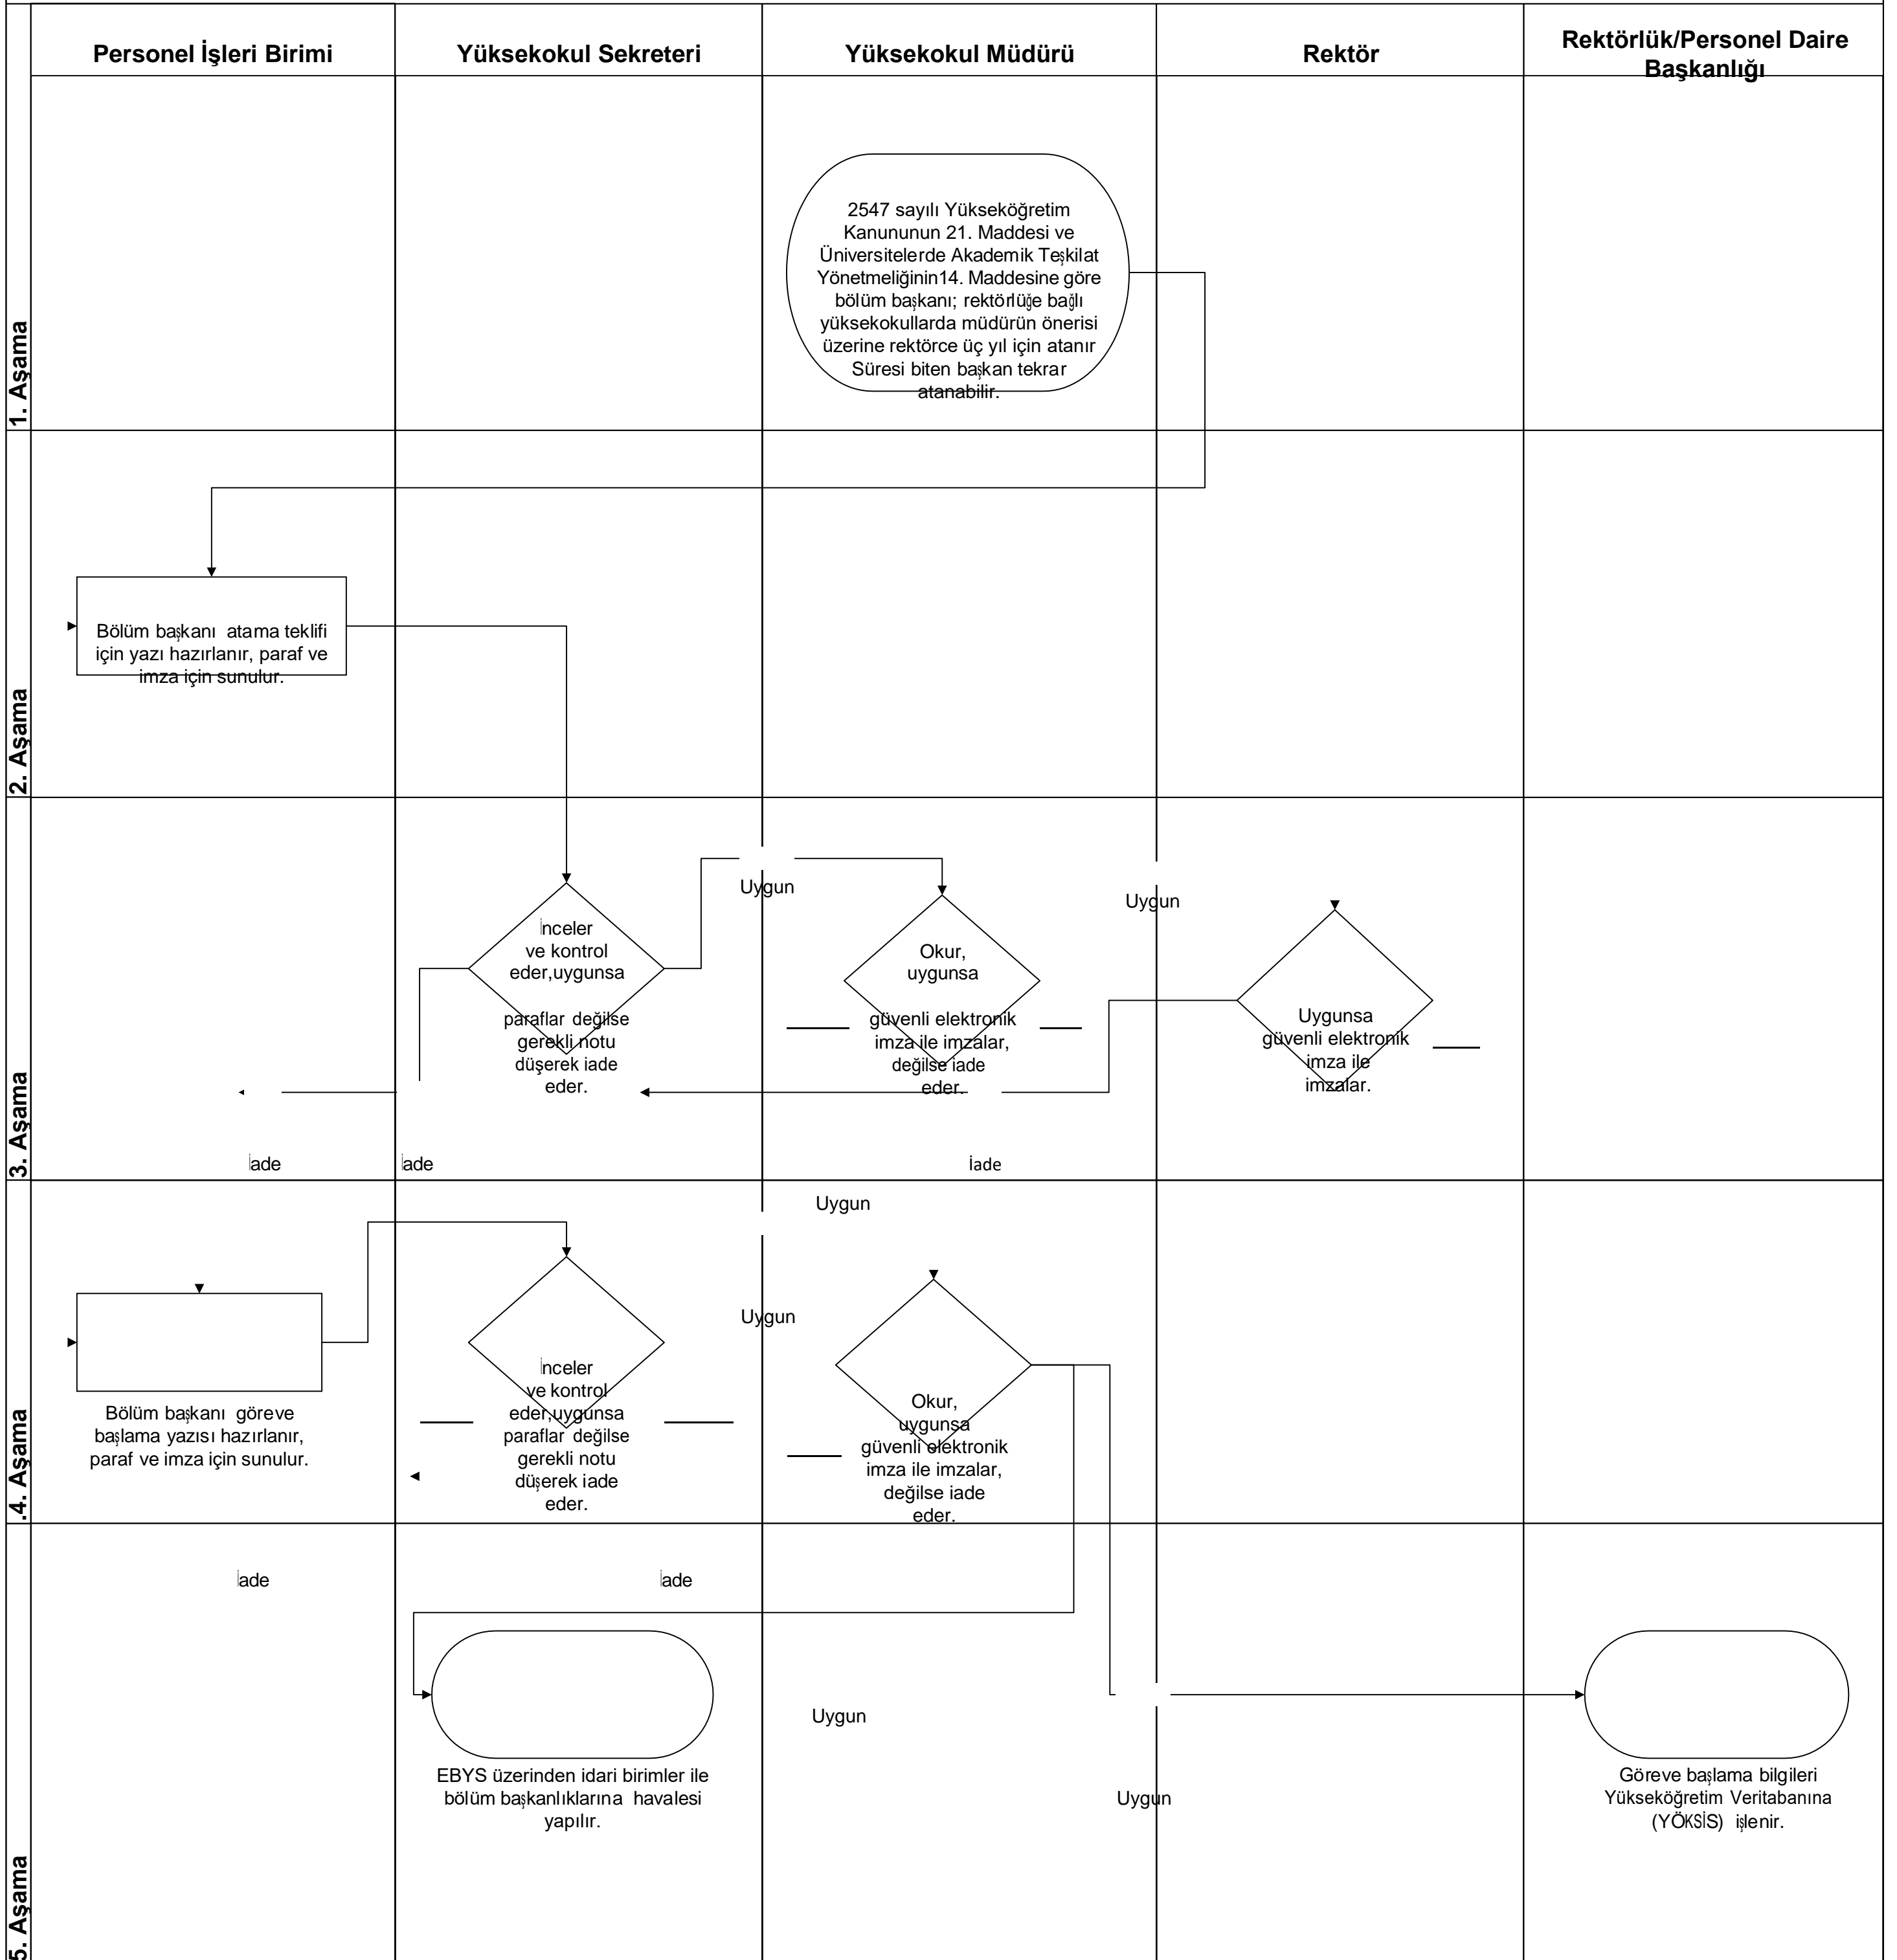 Personel İşleri Birimi
Yüksekokul Sekreteri
Yüksekokul Müdürü
Rektör
Rektörlük/Personel Daire
Başkanlığı
1. Aşama
2547 sayılı Yükseköğretim
Kanununun 21. Maddesi ve
Üniversitelerde Akademik Teşkilat
Yönetmeliğinin14. Maddesine göre
bölüm başkanı; rektörlüğe bağlı
yüksekokullarda müdürün önerisi
üzerine rektörce üç yıl için atanır
Süresi biten başkan tekrar
atanabilir.
2. Aşama
Bölüm başkanı atama teklifi
için yazı hazırlanır, paraf ve
imza için sunulur.
3. Aşama
İnceler
ve kontrol
eder,uygunsa
paraflar değilse
gerekli notu
düşerek iade
eder.
Uygun
Okur,
uygunsa
güvenli elektronik
imza ile imzalar,
değilse iade
eder.
Uygun
Uygunsa
güvenli elektronik
imza ile
imzalar.
İade
İade
İade
.4. Aşama
Uygun
Bölüm başkanı göreve
başlama yazısı hazırlanır,
paraf ve imza için sunulur.
İnceler
ve kontrol
eder,uygunsa
paraflar değilse
gerekli notu
düşerek iade
eder.
Uygun
Okur,
uygunsa
güvenli elektronik
imza ile imzalar,
değilse iade
eder.
5. Aşama
İade
İade
EBYS üzerinden idari birimler ile
bölüm başkanlıklarına havalesi
yapılır.
Uygun
Uygun
Göreve başlama bilgileri
Yükseköğretim Veritabanına
(YÖKSİS) işlenir.